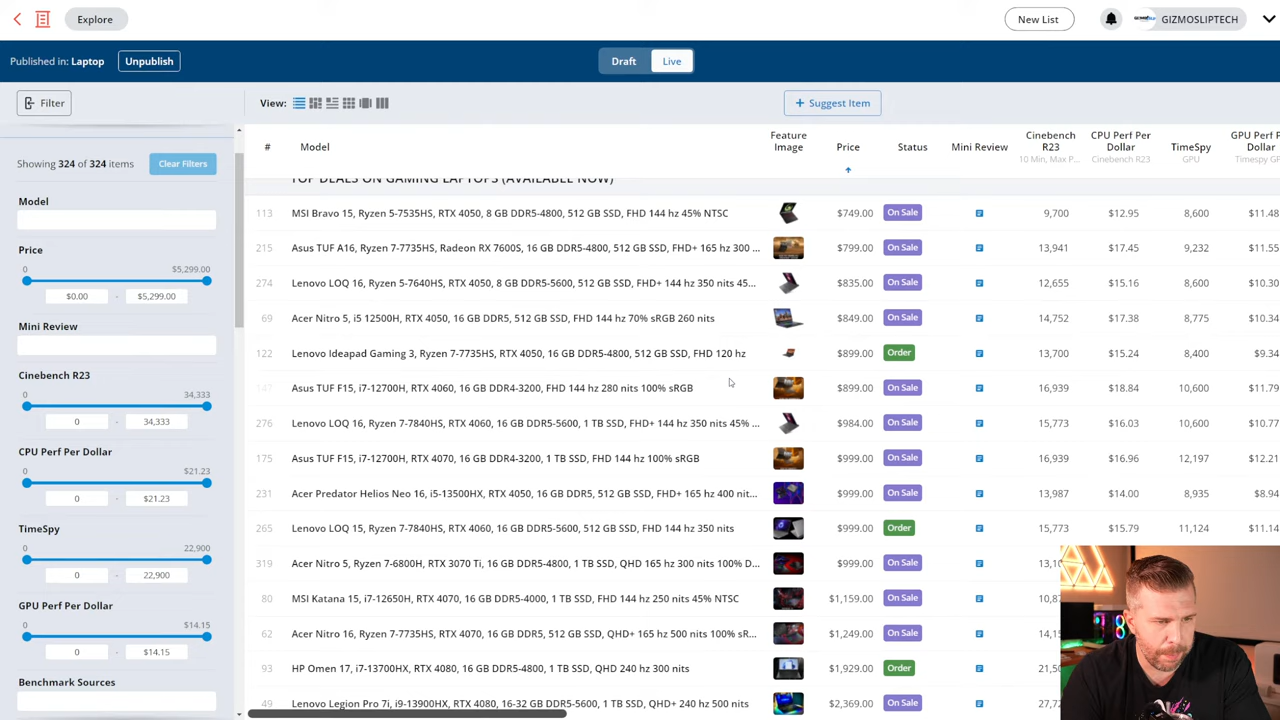 Explore
New List
GIZMOSLIPTECH
Published in: Laptop
Unpublish
Draft
Live
Filter
View:
+ Suggest Item
Showing 324 of 324 items
Clear Filters
Model
Price
0 $5,299.00
$0.00 - $5,299.00
Mini Review
Cinebench R23
0 34,333
0 - 34,333
CPU Perf Per Dollar
0 $21.23
0 - $21.23
TimeSpy
0 22,900
0 - 22,900
GPU Perf Per Dollar
0 $14.15
0 - $14.15
Benchmark Sources
# Model Feature Image Price Status Mini Review Cinebench R23 10 Min, Max P... CPU Perf Per Dollar Cinebench R23 TimeSpy GPU GPU Perf Per Dollar Timespy GP
TOP DEALS ON GAMING LAPTOPS (AVAILABLE NOW)
113 MSI Bravo 15, Ryzen 5-7535HS, RTX 4050, 8 GB DDR5-4800, 512 GB SSD, FHD 144 hz 45% NTSC $749.00 On Sale 9,700 $12.95 8,600 $11.48
215 Asus TUF A16, Ryzen 7-7735HS, Radeon RX 7600S, 16 GB DDR5-4800, 512 GB SSD, FHD+ 165 hz 300 ... $799.00 On Sale 13,941 $17.45 9,232 $11.55
274 Lenovo LOQ 16, Ryzen 5-7640HS, RTX 4050, 8 GB DDR5-5600, 512 GB SSD, FHD+ 144 hz 350 nits 45... $835.00 On Sale 12,655 $15.16 8,600 $10.30
69 Acer Nitro 5, i5 12500H, RTX 4050, 16 GB DDR5, FHD 144 hz 70% sRGB 260 nits $849.00 On Sale 14,752 $17.38 8,775 $10.34
122 Lenovo Ideapad Gaming 3, Ryzen 7-7735HS, RTX 4050, 16 GB DDR5-4800, 512 GB SSD, FHD 120 hz $899.00 Order 13,700 $15.24 8,400 $9.34
147 Asus TUF F15, i7-12700H, RTX 4060, 16 GB DDR4-3200, FHD 144 hz 280 nits 100% sRGB $899.00 On Sale 16,939 $18.84 10,600 $11.79
276 Lenovo LOQ 16, Ryzen 7-7840HS, RTX 4060, 16 GB DDR5-5600, 1 TB SSD, FHD+ 144 hz 350 nits 45% ... $984.00 On Sale 15,773 $16.03 10,600 $10.77
175 Asus TUF F15, i7-12700H, RTX 4070, 16 GB DDR4-3200, 1 TB SSD, FHD 144 hz 100% sRGB $999.00 On Sale 16,939 $16.96 12,197 $12.21
231 Acer Predator Helios Neo 16, i5-13500HX, RTX 4050, 16 GB DDR5, 512 GB SSD, FHD+ 165 hz 400 nit... $999.00 On Sale 13,987 $14.00 8,935 $8.94
265 Lenovo LOQ 15, Ryzen 7-7840HS, RTX 4060, 16 GB DDR5-5600, 512 GB SSD, FHD 144 hz 350 nits $999.00 Order 15,773 $15.79 11,124 $11.14
319 Acer Nitro 5, Ryzen 7-6800H, RTX 3070 Ti, 16 GB DDR5-4800, 1 TB SSD, QHD 165 hz 300 nits 100% D... $999.00 On Sale
80 MSI Katana 15, i7-12650H, RTX 4070, 16 GB DDR5-4000, 1 TB SSD, FHD 144 hz 250 nits 45% NTSC $1,159.00 On Sale
62 Acer Nitro 16, Ryzen 7-7735HS, RTX 4070, 16 GB DDR5, 512 GB SSD, QHD+ 165 hz 500 nits 100% sR... $1,249.00 On Sale
93 HP Omen 17, i7-13700HX, RTX 4080, 16 GB DDR5-4800, 1 TB SSD, QHD 240 hz 300 nits $1,929.00 Order
49 Lenovo Legion Pro 7i, i9-13900HX, RTX 4080, 16-32 GB DDR5-5600, 1 TB SSD, QHD+ 240 hz 500 nits $2,369.00 On Sale